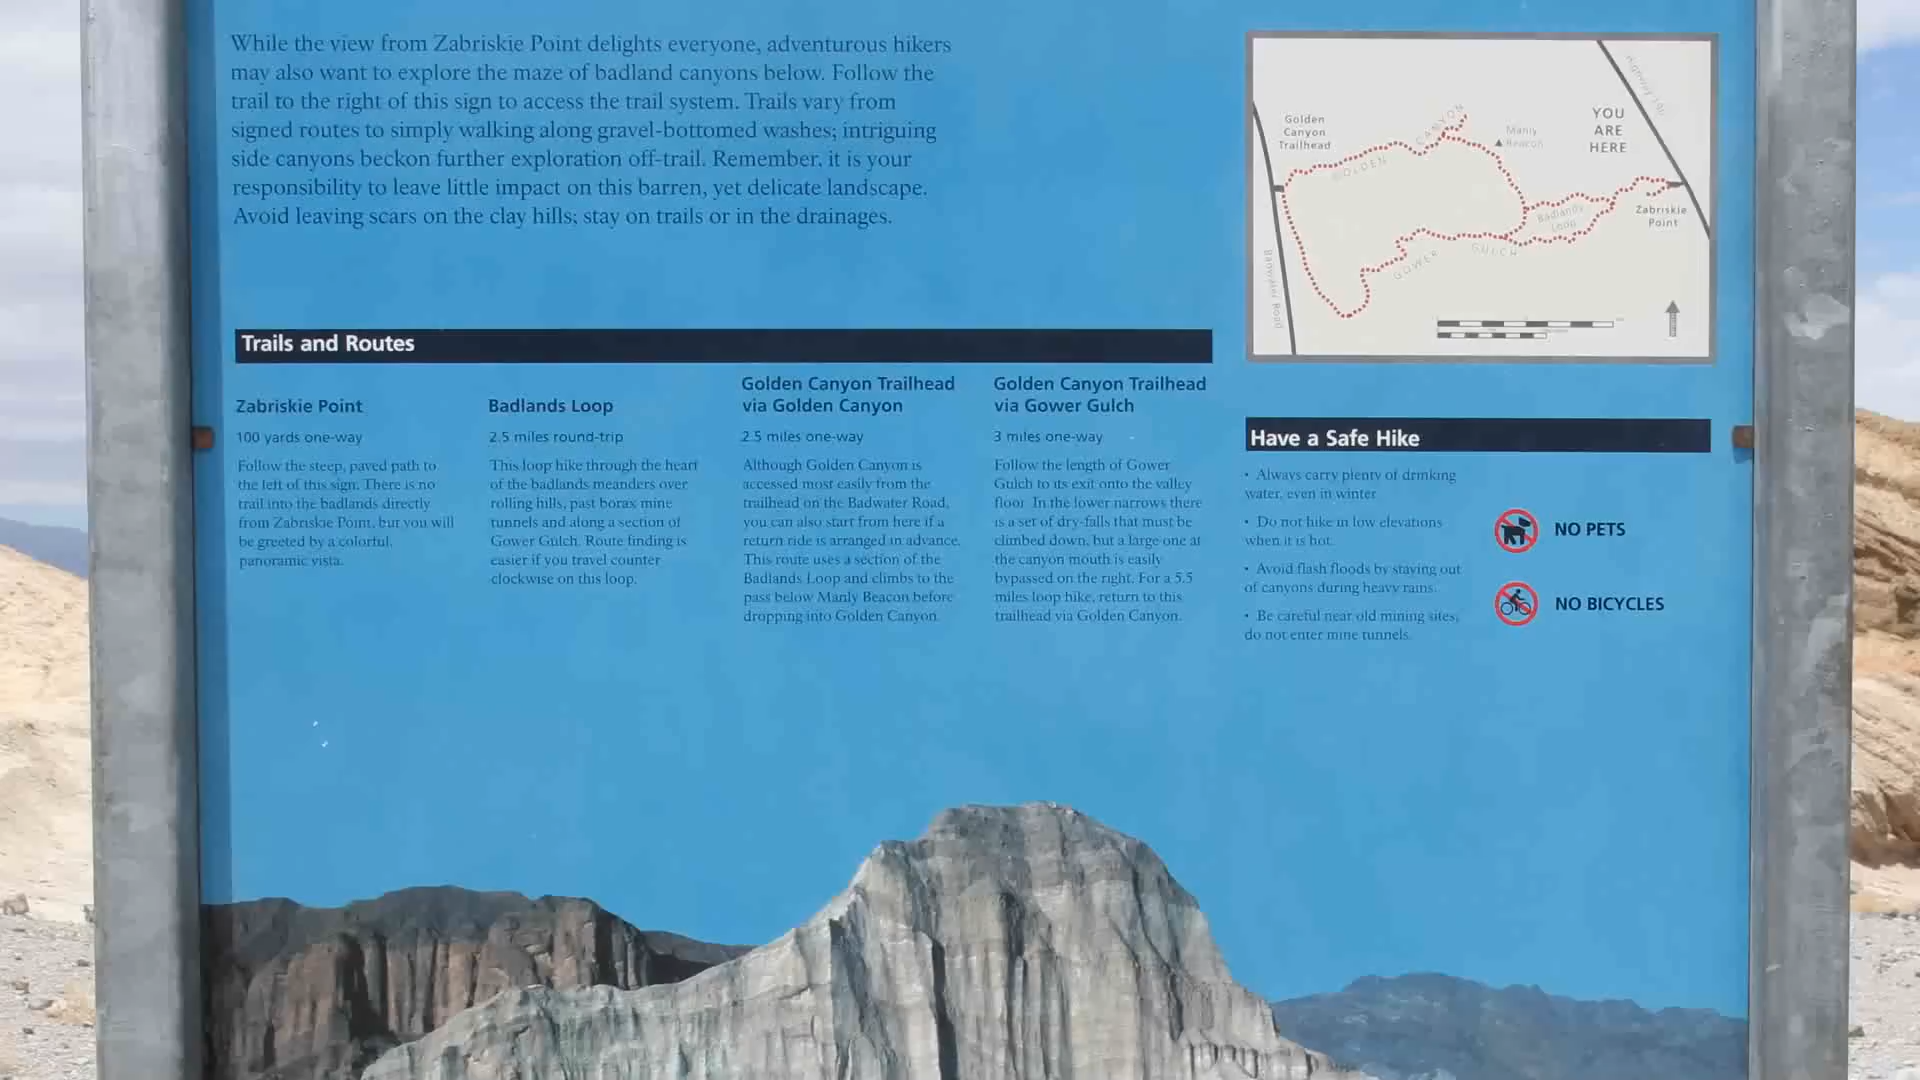 While the view from Zabriskie Point delights everyone, adventurous hikers
may also want to explore the maze of badland canyons below. Follow the
trail to the right of this sign to access the trail system. Trails vary from
signed routes to simply walking along gravel-bottomed washes; intriguing
side canyons beckon further exploration off-trail. Remember, it is your
responsibility to leave little impact on this barren, yet delicate landscape.
Avoid leaving scars on the clay hills; stay on trails or in the drainages.
Highway 190
YOU
ARE
HERE
Golden
Canyon
Trailhead
GOLDEN CANYON
Manly
Beacon
Badlands
Loop
Zabriskie
Point
GOWER GULCH
Badwater Road
Trails and Routes
Zabriskie Point
100 yards one-way
Follow the steep, paved path to
the left of this sign. There is no
trail into the badlands directly
from Zabriskie Point, but you will
be greeted by a colorful,
panoramic vista.
Badlands Loop
2.5 miles round-trip
This loop hike through the heart
of the badlands meanders over
rolling hills, past borax mine
tunnels and along a section of
Gower Gulch. Route finding is
easier if you travel counter
clockwise on this loop.
Golden Canyon Trailhead
via Golden Canyon
2.5 miles one-way
Although Golden Canyon is
accessed most easily from the
trailhead on the Badwater Road,
you can also start from here if a
return ride is arranged in advance.
This route uses a section of the
Badlands Loop and climbs to the
pass below Manly Beacon before
dropping into Golden Canyon.
Golden Canyon Trailhead
via Gower Gulch
3 miles one-way
Follow the length of Gower
Gulch to its exit onto the valley
floor. In the lower narrows there
is a set of dry-falls that must be
climbed down, but a large one at
the canyon mouth is easily
bypassed on the right. For a 5.5
miles loop hike, return to this
trailhead via Golden Canyon.
Have a Safe Hike
• Always carry plenty of drinking
water, even in winter.
• Do not hike in low elevations
when it is hot.
• Avoid flash floods by staying out
of canyons during heavy rains.
• Be careful near old mining sites,
do not enter mine tunnels.
NO PETS
NO BICYCLES